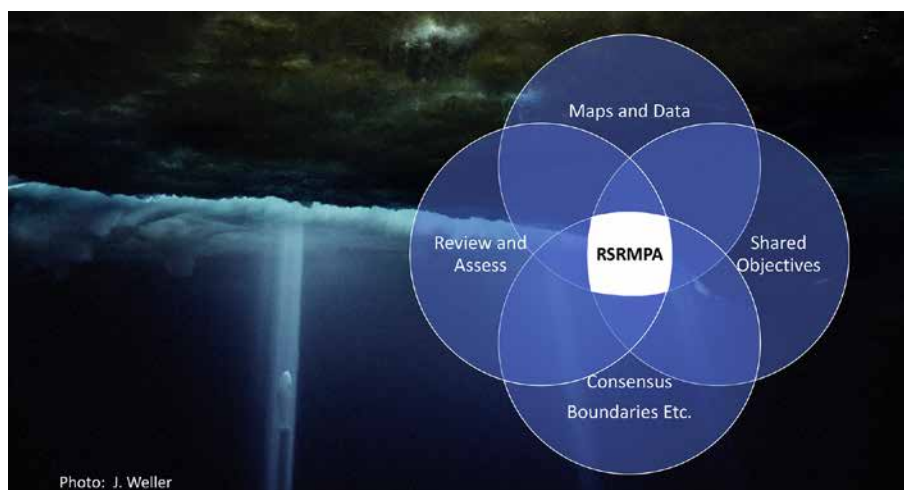 Maps and Data
Review and
Assess
RSRMPA
Shared
Objectives
Consensus
Boundaries Etc.
Photo: J. Weller